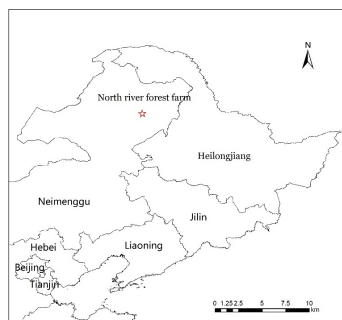 N
North river forest farm
Heilongjiang
Neimenggu
Jilin
Hebei
Liaoning
Beijing
Tianjin
0 1.25 2.5 5 7.5 10
km